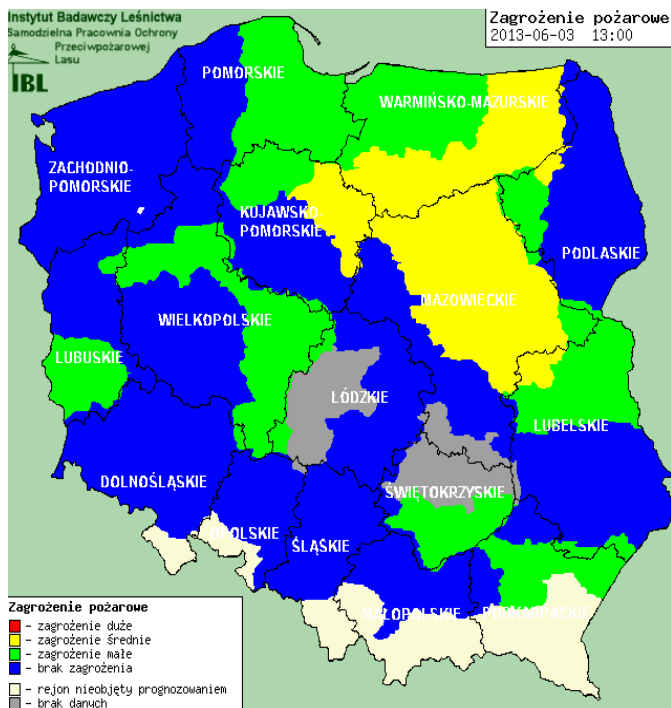 Instytut Badawczy Leśnictwa
Samodzielna Pracownia Ochrony
Przeciwpożarowej
Lasu
IBL
Zagrożenie pożarowe
2013-06-03 13:00
POMORSKIE
WARMIŃSKO-MAZURSKIE
ZACHODNIO-
POMORSKIE
KUJAWSKO-
POMORSKIE
PODLASKIE
MAZOWIECKIE
WIELKOPOLSKIE
LUBUSKIE
ŁÓDZKIE
LUBELSKIE
DOLNOŚLĄSKIE
ŚWIĘTOKRZYSKIE
OPOLSKIE
ŚLĄSKIE
MAŁOPOLSKIE
PODKARPACKIE
Zagrożenie pożarowe
- zagrożenie duże
- zagrożenie średnie
- zagrożenie małe
- brak zagrożenia
- rejon nieobjęty prognozowaniem
- brak danych